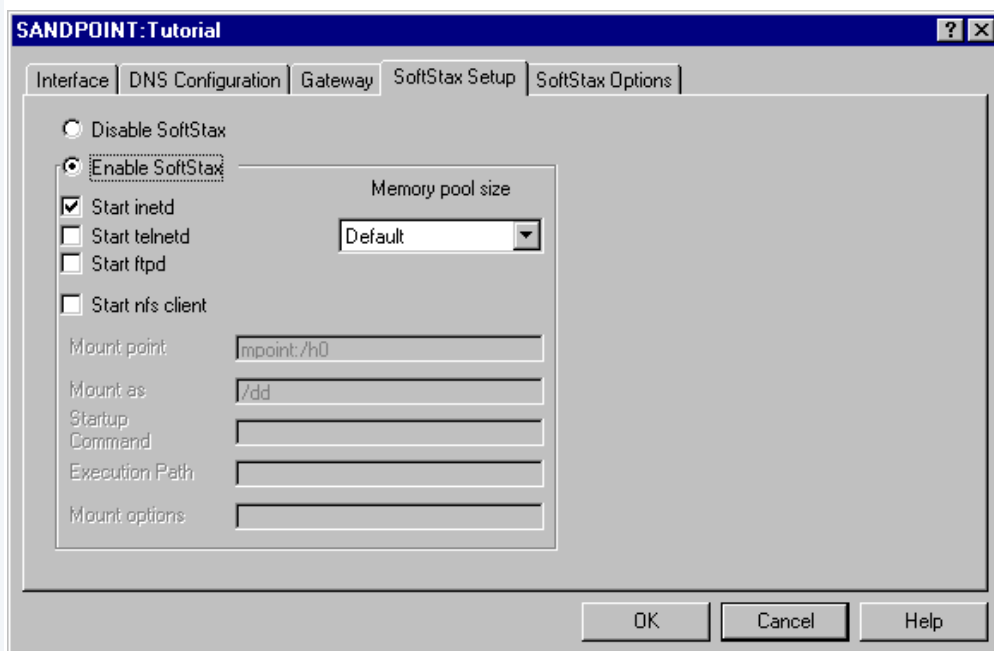 SANDPOINT:Tutorial
Interface DNS Configuration Gateway SoftStax Setup SoftStax Options
Disable SoftStax
Enable SoftStax
Memory pool size
Start inetd
Start telnetd
Default
Start ftpd
Start nfs client
Mount point mpoint:/h0
Mount as /dd
Startup
Command
Execution Path
Mount options
OK Cancel Help